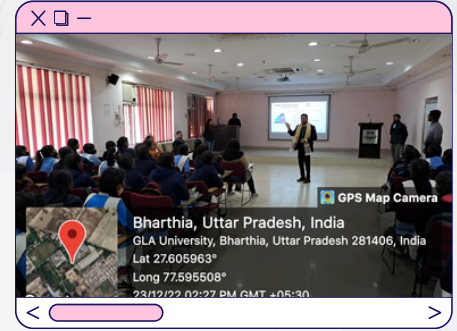 GPS Map Camera
Bharthia, Uttar Pradesh, India
GLA University, Bharthia, Uttar Pradesh 281406, India
Lat 27.605963°
Long 77.595508°
23/12/22 02:27 PM GMT +05:30